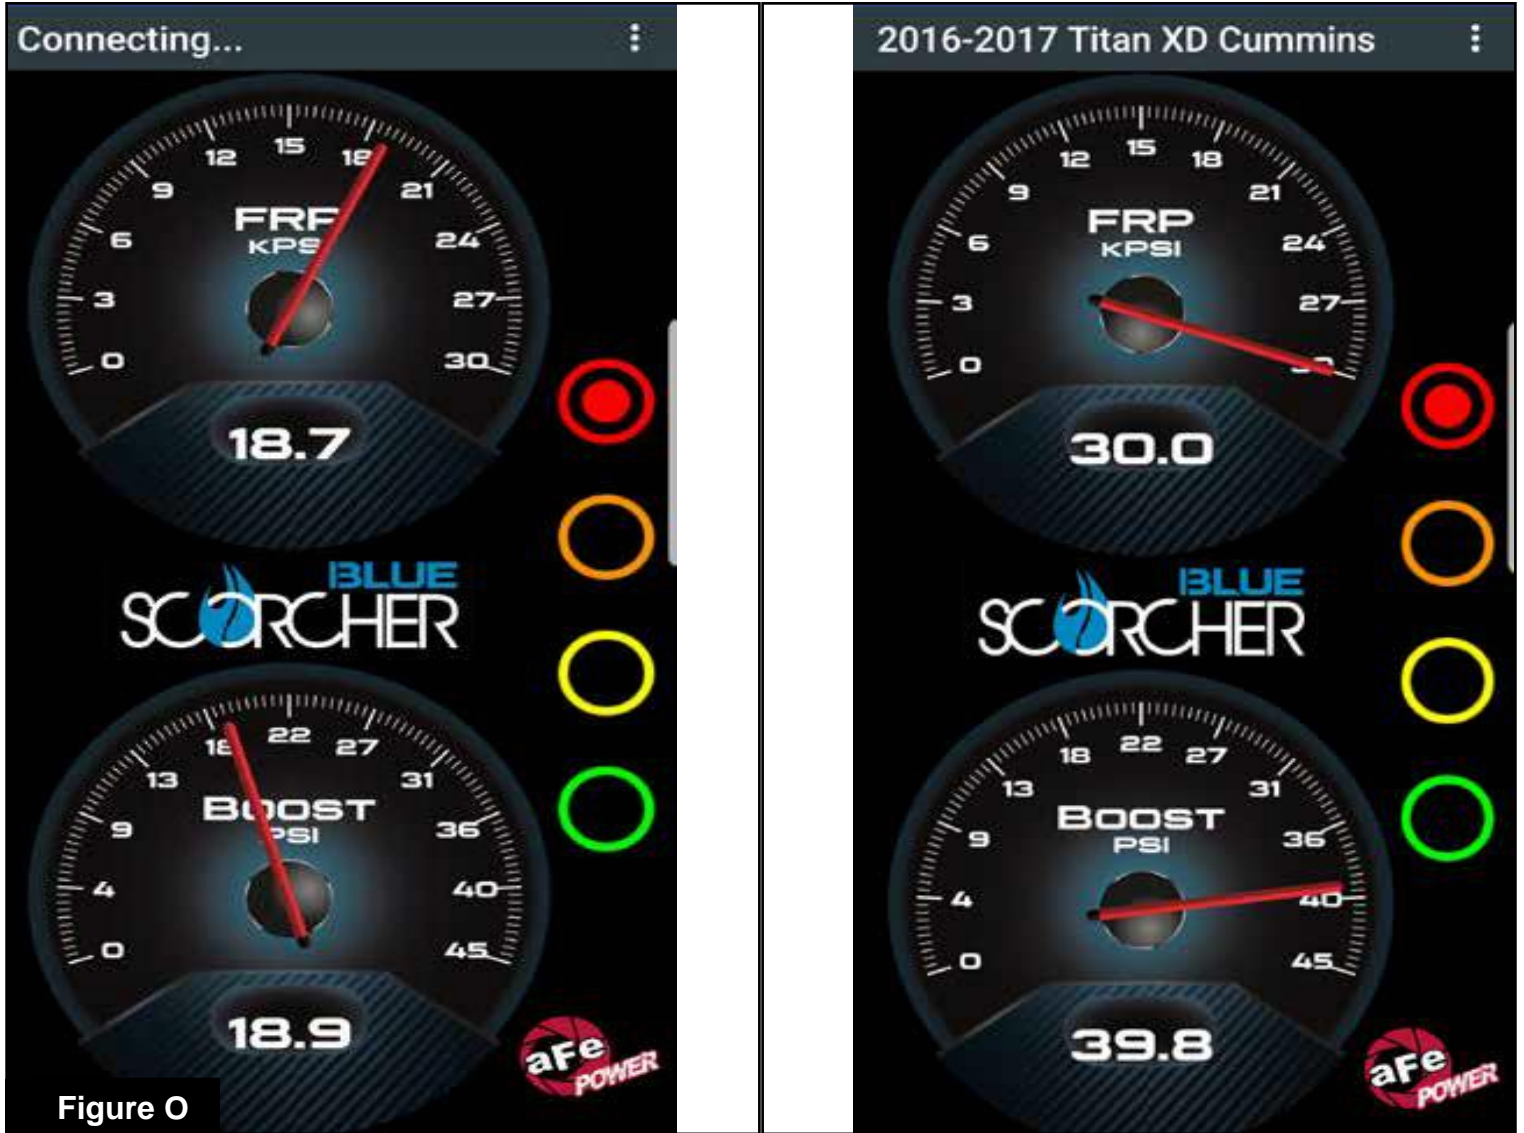 Connecting...
12 15 18
9 21
6 24
FRP
KPSI
3 27
0 30
18.7
BLUE
SCORCHER
18 22 27
13 31
BOOST
PSI
9 36
4 40
0 45
18.9
aFe
POWER
Figure O
2016-2017 Titan XD Cummins
12 15 18
9 21
6 24
FRP
KPSI
3 27
0 30
30.0
BLUE
SCORCHER
18 22 27
13 31
BOOST
PSI
9 36
4 40
0 45
39.8
aFe
POWER